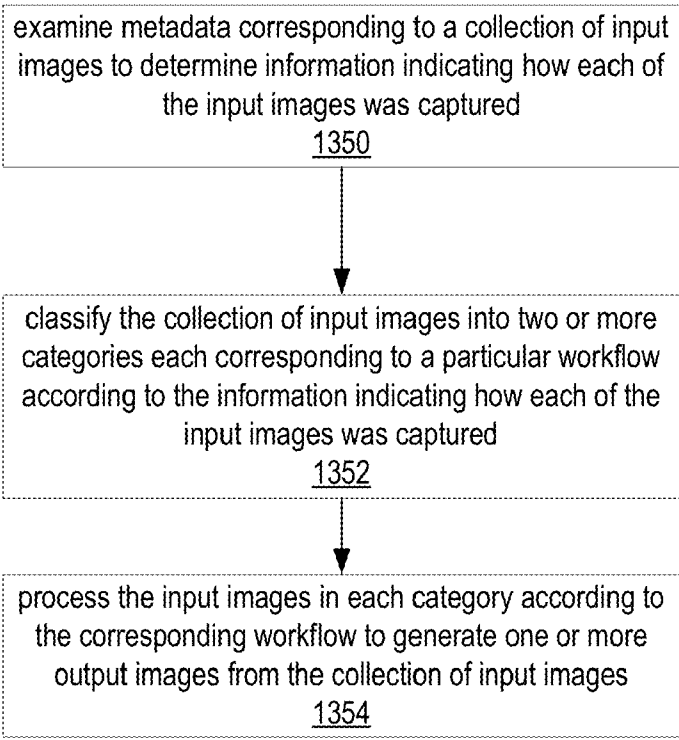 examine metadata corresponding to a collection of input
images to determine information indicating how each of
the input images was captured
1350
classify the collection of input images into two or more
categories each corresponding to a particular workflow
according to the information indicating how each of the
input images was captured
1352
process the input images in each category according to
the corresponding workflow to generate one or more
output images from the collection of input images
1354